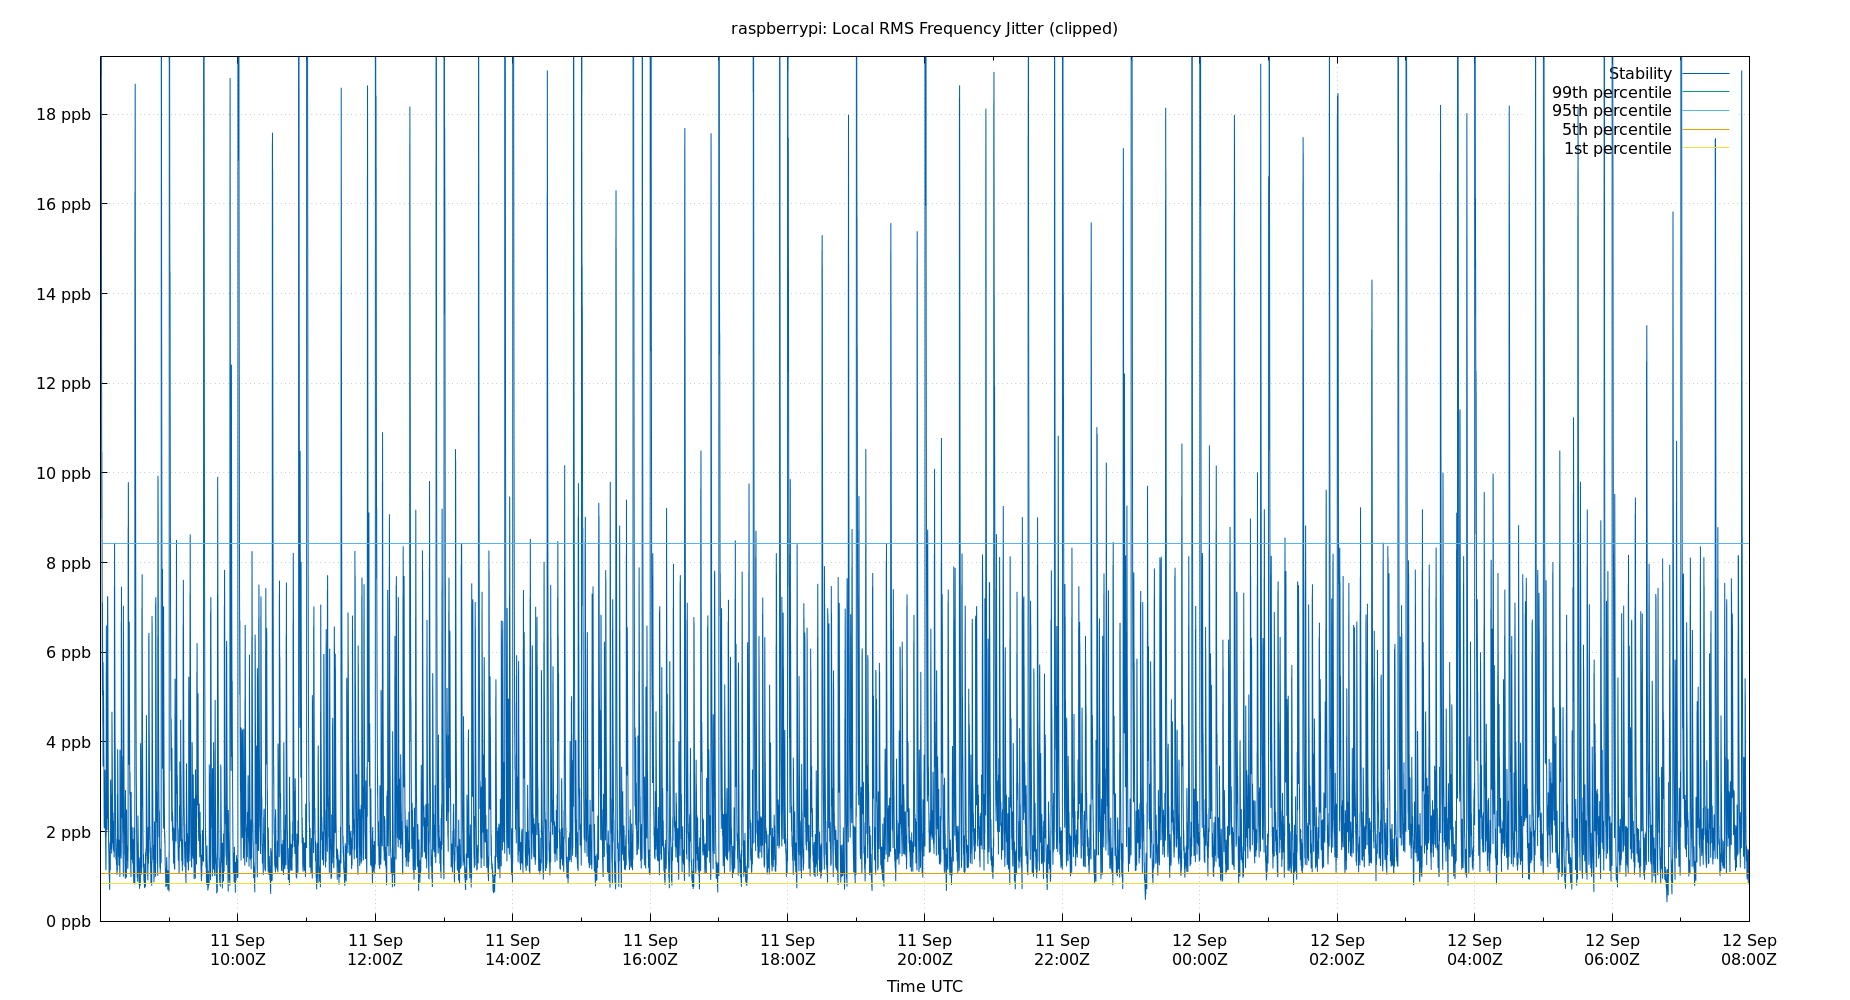 raspberrypi: Local RMS Frequency Jitter (clipped)
Stability
99th percentile
95th percentile
5th percentile
1st percentile
18 ppb
16 ppb
14 ppb
12 ppb
10 ppb
8 ppb
6 ppb
4 ppb
2 ppb
0 ppb
11 Sep 11 Sep 11 Sep 11 Sep 11 Sep 11 Sep 11 Sep 12 Sep 12 Sep 12 Sep 12 Sep 12 Sep
10:00Z 12:00Z 14:00Z 16:00Z 18:00Z 20:00Z 22:00Z 00:00Z 02:00Z 04:00Z 06:00Z 08:00Z
Time UTC